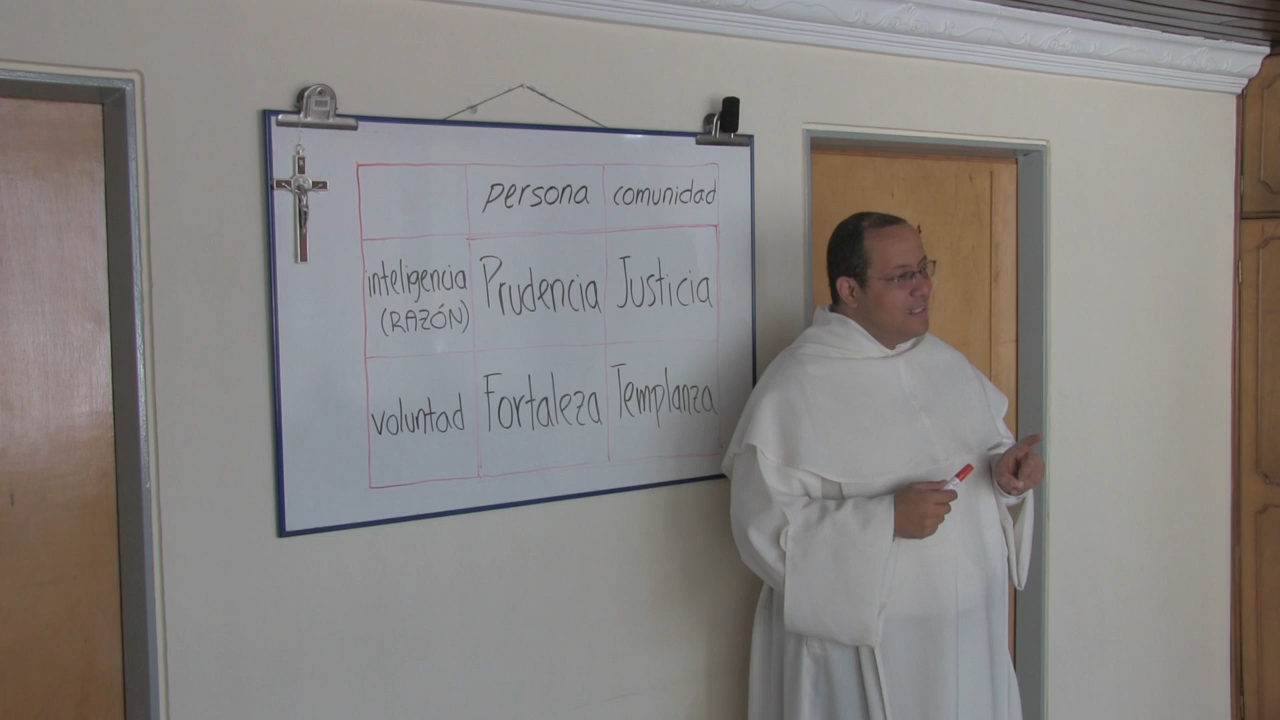 persona comunidad
inteligencia Prudencia Justicia
(RAZÓN)
voluntad Fortaleza Templanza